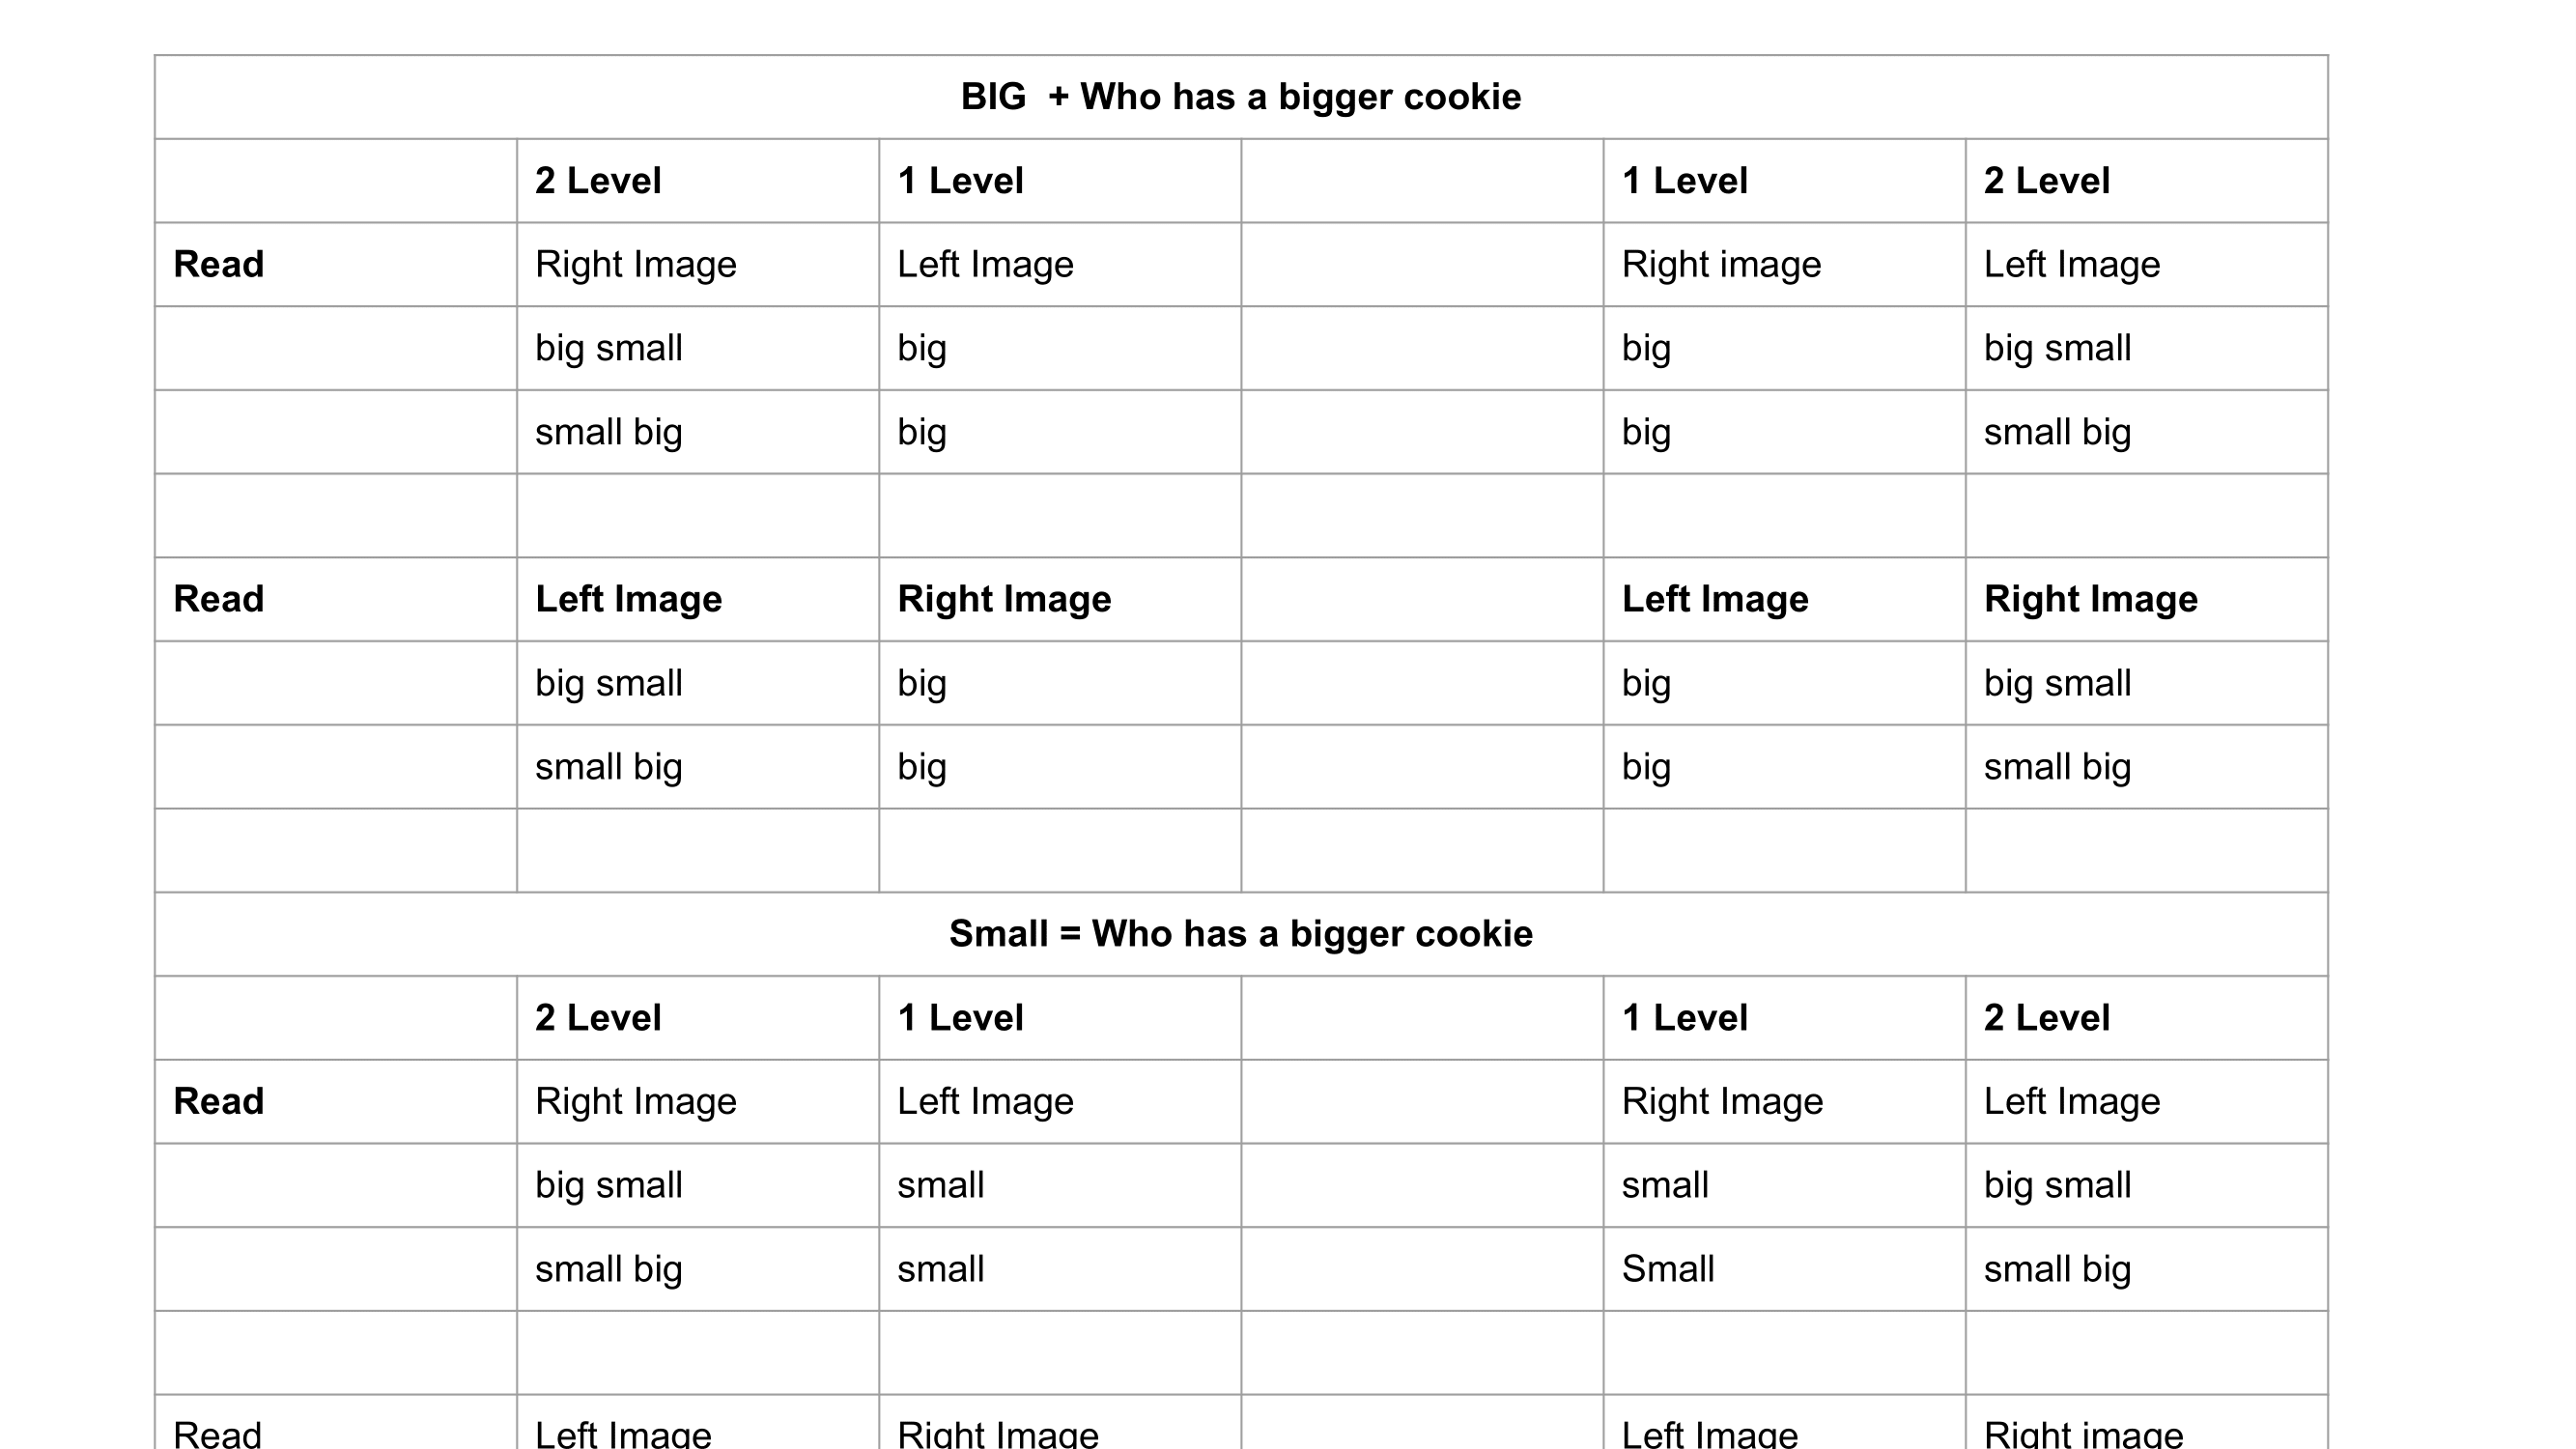 BIG  + Who has a bigger cookie
2 Level 1 Level 1 Level 2 Level
Read Right Image Left Image Right image Left Image
big small big big big small
small big big big small big
Read Left Image Right Image Left Image Right Image
big small big big big small
small big big big small big
Small = Who has a bigger cookie
2 Level 1 Level 1 Level 2 Level
Read Right Image Left Image Right Image Left Image
big small small small big small
small big small Small small big
Read Left Image Right Image Left Image Right image